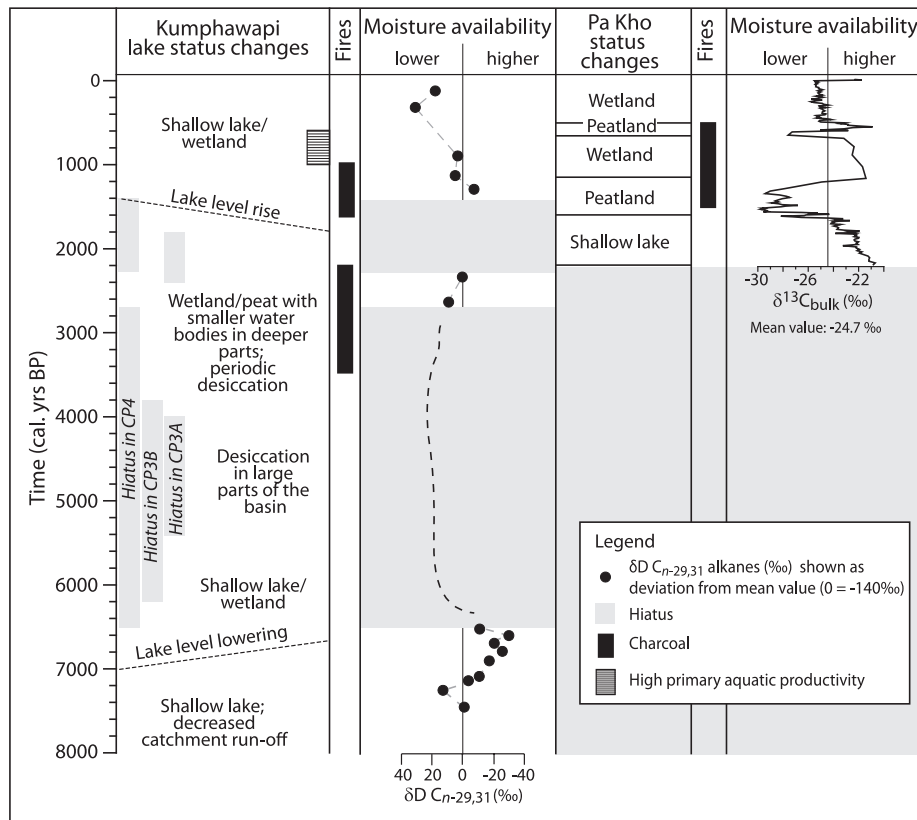 Kumphawapi
lake status changes
Fires
Moisture availability
lower higher
Pa Kho
status
changes
Fires
Moisture availability
lower higher
Time (cal. yrs BP)
0
1000
2000
3000
4000
5000
6000
7000
8000
Shallow lake/
wetland
Lake level rise
Wetland/peat with
smaller water
bodies in deeper
parts;
periodic
desiccation
Hiatus in CP4
Hiatus in CP3B
Hiatus in CP3A
Desiccation
in large
parts of the
basin
Shallow lake/
wetland
Lake level lowering
Shallow lake;
decreased
catchment run-off
40 20 0 -20 -40
δD Cn-29,31 (‰)
Wetland
Peatland
Wetland
Peatland
Shallow lake
-30 -26 -22
δ13Cbulk (‰)
Mean value: -24.7 ‰
Legend
δD Cn-29,31 alkanes (‰) shown as
deviation from mean value (0 = -140‰)
Hiatus
Charcoal
High primary aquatic productivity